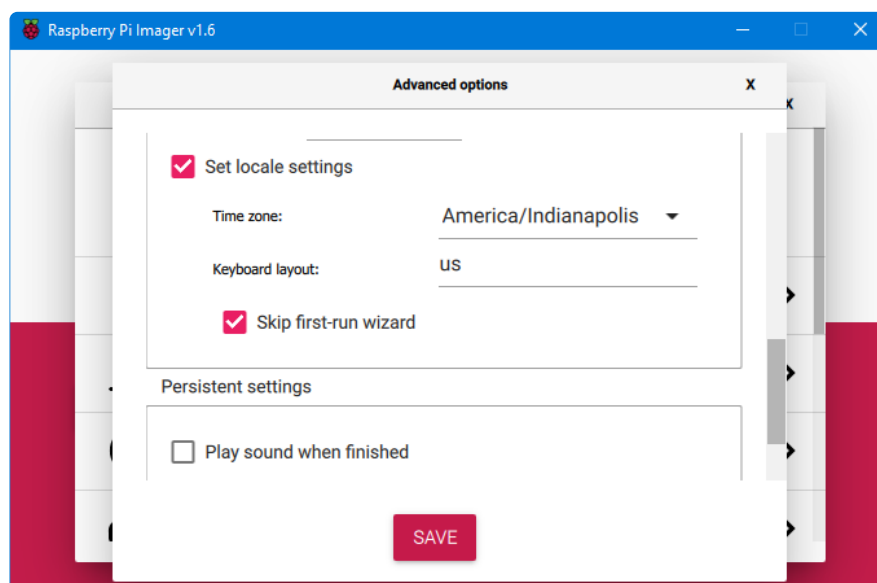 Raspberry Pi Imager v1.6
Advanced options X
X
Set locale settings
Time zone: America/Indianapolis
Keyboard layout: us
Skip first-run wizard
Persistent settings
Play sound when finished
SAVE